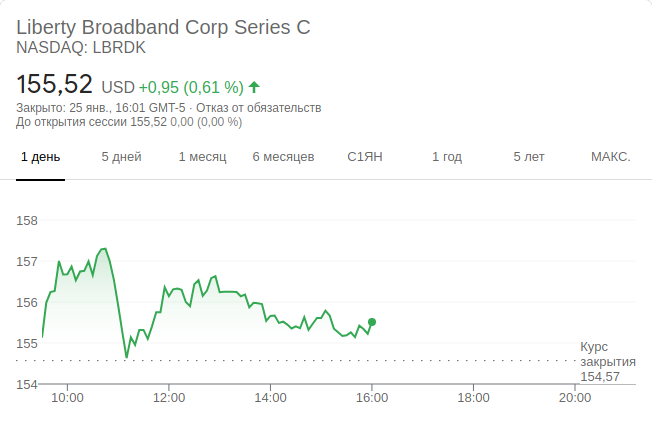 Liberty Broadband Corp Series C
NASDAQ: LBRDK
155,52 USD +0,95 (0,61 %)
Закрыто: 25 янв., 16:01 GMT-5 · Отказ от обязательств
До открытия сессии 155,52 0,00 (0,00 %)
1 день 5 дней 1 месяц 6 месяцев С1ЯН 1 год 5 лет МАКС.
158
157
156
155
Курс
закрытия
154,57
154
10:00 12:00 14:00 16:00 18:00 20:00